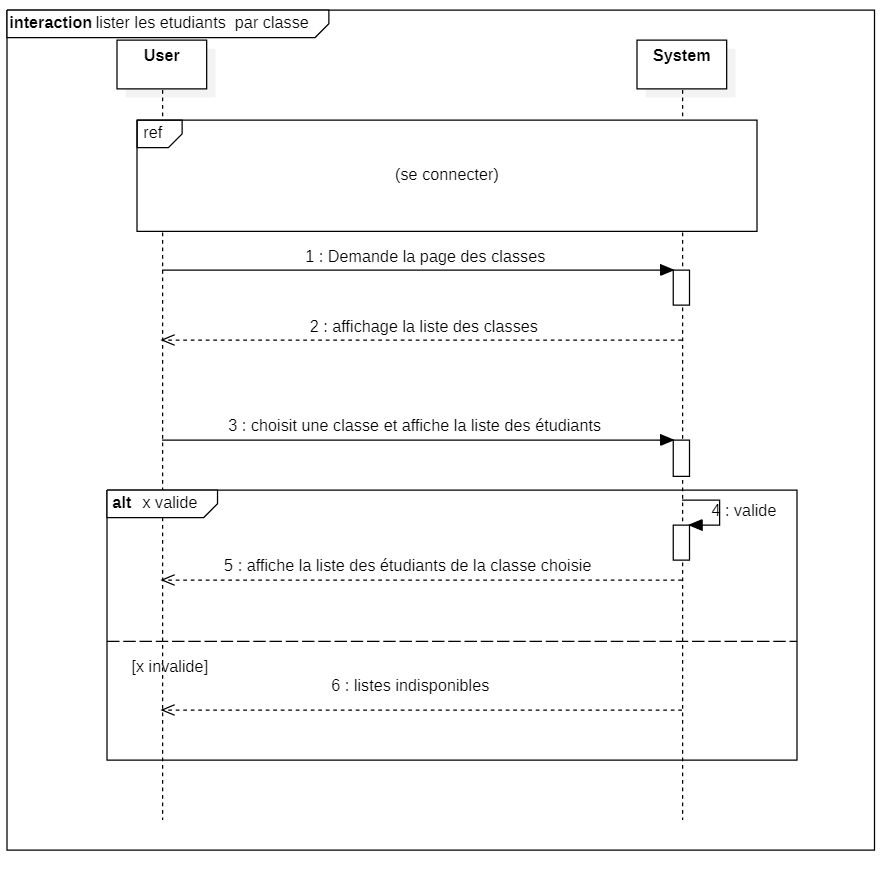 interaction lister les etudiants par classe
User
System
ref
(se connecter)
1 : Demande la page des classes
2 : affichage la liste des classes
3 : choisit une classe et affiche la liste des étudiants
alt x valide
4 : valide
5 : affiche la liste des étudiants de la classe choisie
[x invalide]
6 : listes indisponibles